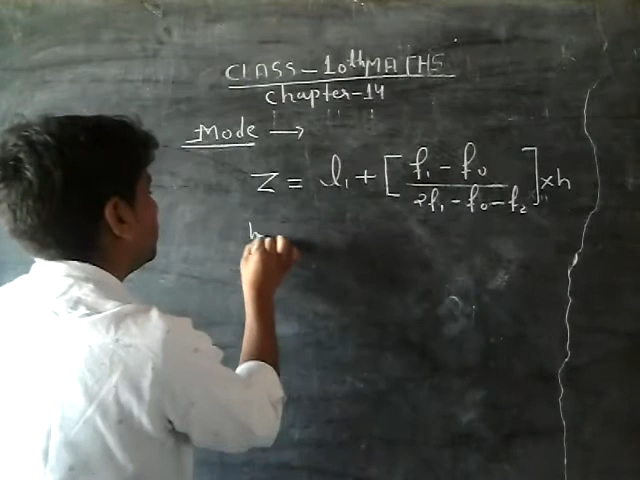 CLASS - 10th MATHS
Chapter-14
Mode →
Z = l₁ + [f₁ - f₀ / 2f₁ - f₀ - f₂] × h
h